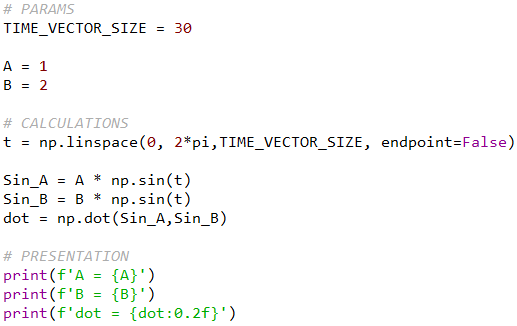 # PARAMS
TIME_VECTOR_SIZE = 30
A = 1
B = 2
# CALCULATIONS
t = np.linspace(0, 2*pi,TIME_VECTOR_SIZE, endpoint=False)
Sin_A = A * np.sin(t)
Sin_B = B * np.sin(t)
dot = np.dot(Sin_A,Sin_B)
# PRESENTATION
print(f'A = {A}')
print(f'B = {B}')
print(f'dot = {dot:0.2f}')